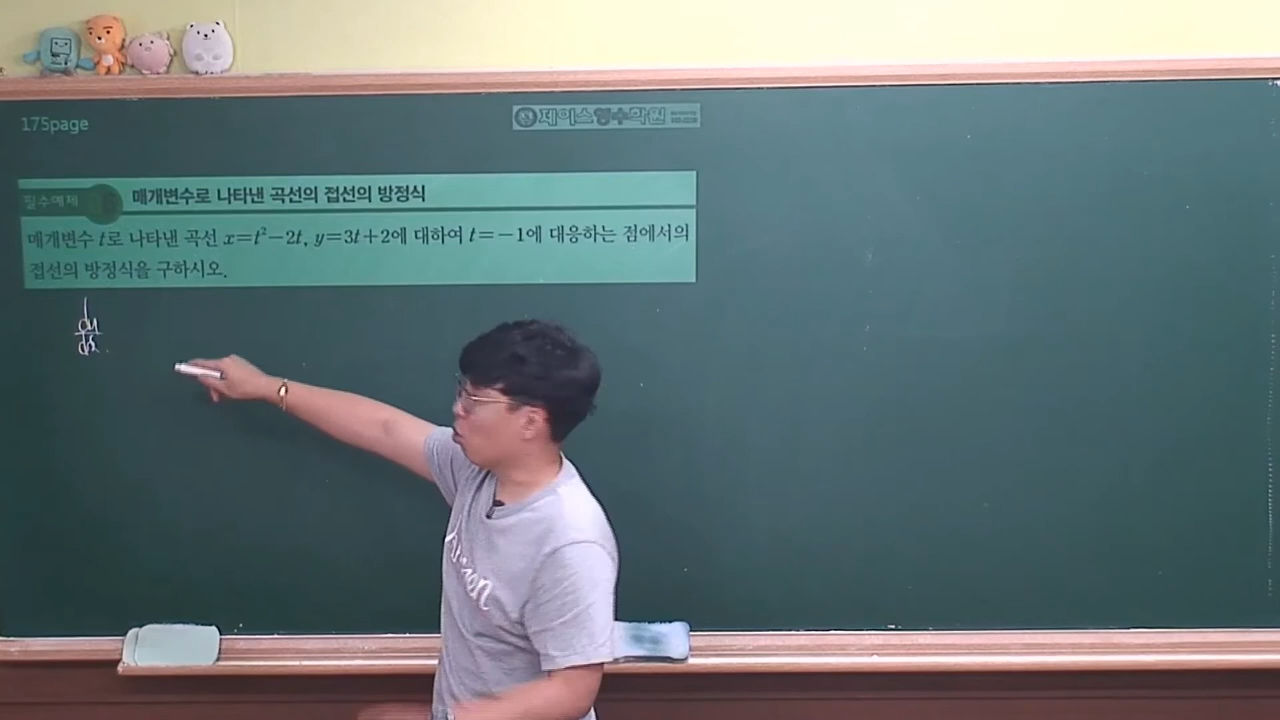 175page
제이스영수학원
필수예제
매개변수로 나타낸 곡선의 접선의 방정식
매개변수 t로 나타낸 곡선 x=t²-2t, y=3t+2에 대하여 t=-1에 대응하는 점에서의
접선의 방정식을 구하시오.
dy
dx